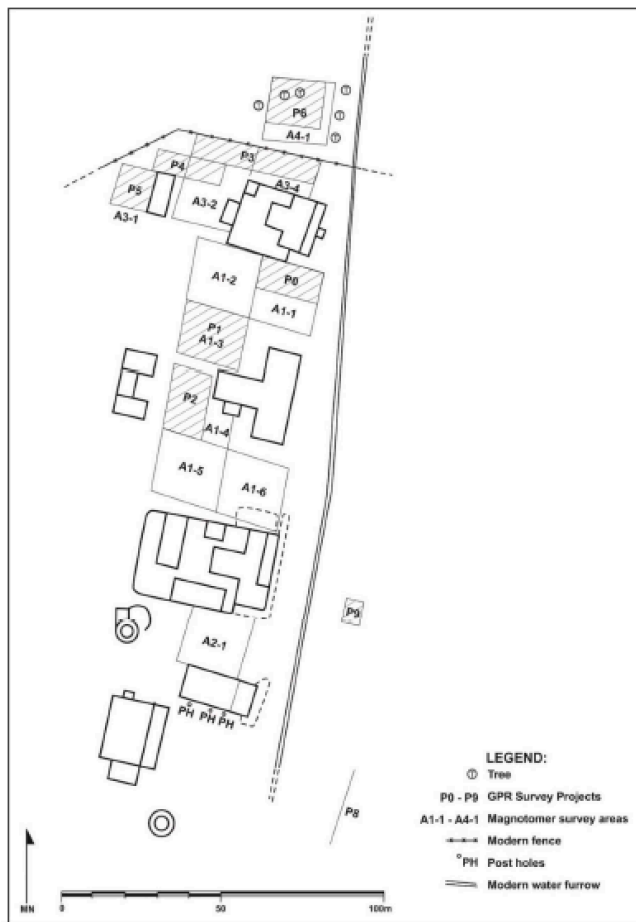 T
T
T
T
T
T
P6
A4-1
P3
P4
P5
A3-4
A3-2
A3-1
A1-2
P0
A1-1
P1
A1-3
P2
A1-4
A1-5
A1-6
P9
A2-1
PH PH PH
P8
LEGEND:
T Tree
P0 - P9 GPR Survey Projects
A1-1 - A4-1 Magnotomer survey areas
Modern fence
PH Post holes
Modern water furrow
MN
0 50 100m